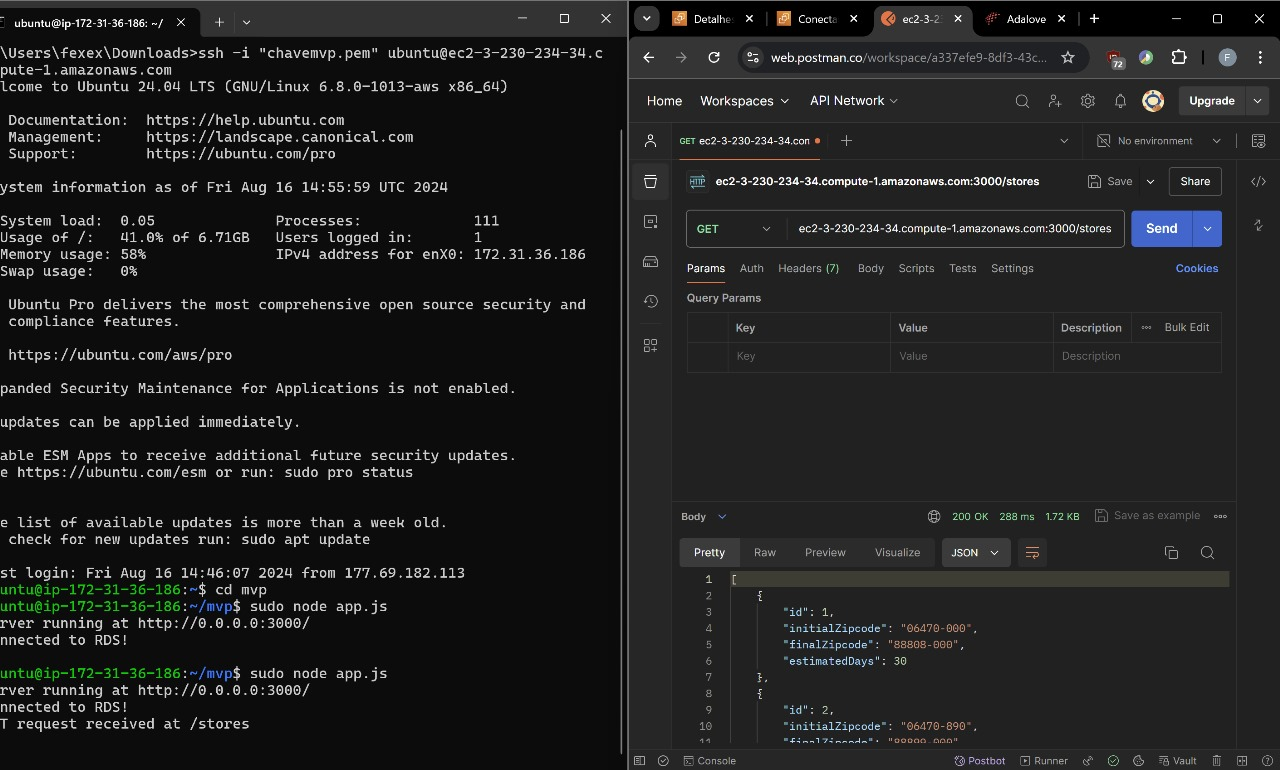 ubuntu@ip-172-31-36-186: ~/
\Users\fexex\Downloads>ssh -i "chavemvp.pem" ubuntu@ec2-3-230-234-34.c
pute-1.amazonaws.com
lcome to Ubuntu 24.04 LTS (GNU/Linux 6.8.0-1013-aws x86_64)
Documentation: https://help.ubuntu.com
Management: https://landscape.canonical.com
Support: https://ubuntu.com/pro
ystem information as of Fri Aug 16 14:55:59 UTC 2024
System load: 0.05 Processes: 111
Usage of /: 41.0% of 6.71GB Users logged in: 1
Memory usage: 58% IPv4 address for enX0: 172.31.36.186
Swap usage: 0%
Ubuntu Pro delivers the most comprehensive open source security and
compliance features.
https://ubuntu.com/aws/pro
panded Security Maintenance for Applications is not enabled.
updates can be applied immediately.
able ESM Apps to receive additional future security updates.
e https://ubuntu.com/esm or run: sudo pro status
e list of available updates is more than a week old.
check for new updates run: sudo apt update
st login: Fri Aug 16 14:46:07 2024 from 177.69.182.113
untu@ip-172-31-36-186:~$ cd mvp
untu@ip-172-31-36-186:~/mvp$ sudo node app.js
rver running at http://0.0.0.0:3000/
nnected to RDS!
untu@ip-172-31-36-186:~/mvp$ sudo node app.js
rver running at http://0.0.0.0:3000/
nnected to RDS!
T request received at /stores
Detalhe Conecta ec2-3-2 Adalove
web.postman.co/workspace/a337efe9-8df3-43c... 72 F
Home Workspaces API Network Upgrade
GET ec2-3-230-234-34.con No environment
HTTP ec2-3-230-234-34.compute-1.amazonaws.com:3000/stores Save Share
GET ec2-3-230-234-34.compute-1.amazonaws.com:3000/stores Send
Params Auth Headers (7) Body Scripts Tests Settings Cookies
Query Params
Key Value Description Bulk Edit
Key Value Description
Body 200 OK 288 ms 1.72 KB Save as example
Pretty Raw Preview Visualize JSON
1 [
2 {
3 "id": 1,
4 "initialZipcode": "06470-000",
5 "finalZipcode": "88808-000",
6 "estimatedDays": 30
7 },
8 {
9 "id": 2,
10 "initialZipcode": "06470-890",
11 "finalZipcode": "88899-000",
Console Postbot Runner Vault